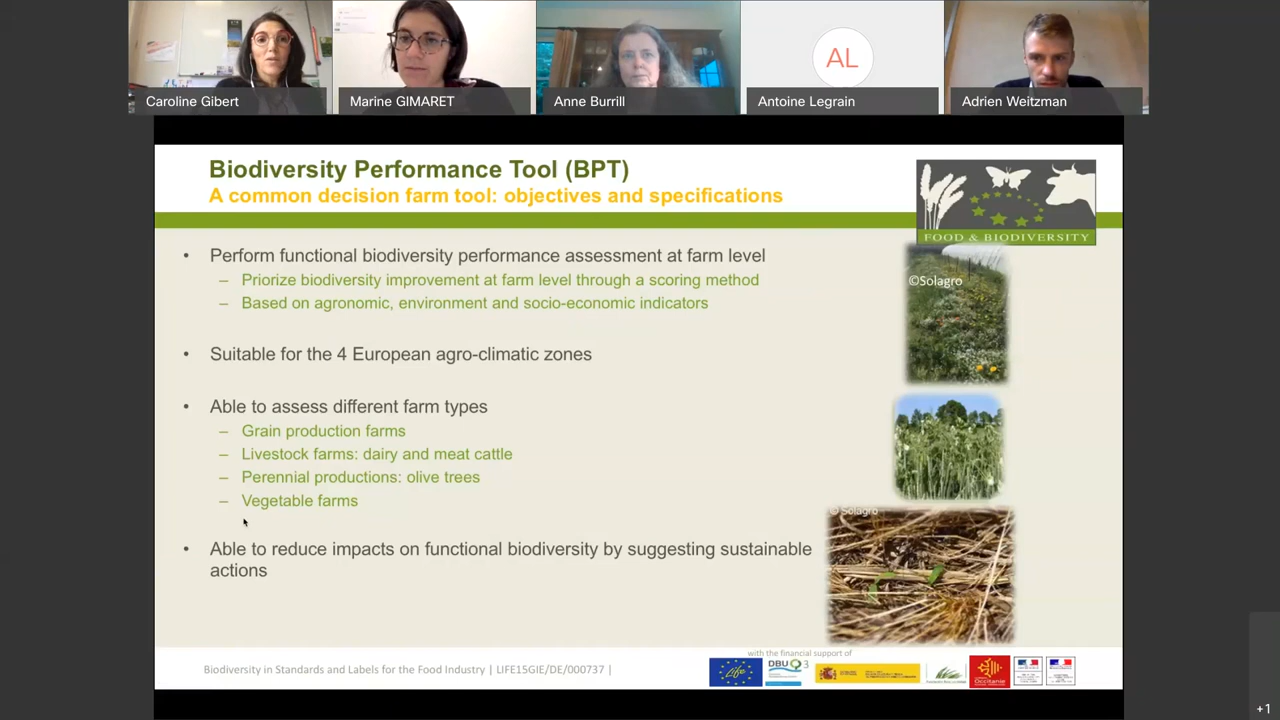 AL
Caroline Gibert
Marine GIMARET
Anne Burrill
Antoine Legrain
Adrien Weitzman
Biodiversity Performance Tool (BPT)
A common decision farm tool: objectives and specifications
FOOD & BIODIVERSITY
• Perform functional biodiversity performance assessment at farm level
– Priorize biodiversity improvement at farm level through a scoring method
– Based on agronomic, environment and socio-economic indicators
©Solagro
• Suitable for the 4 European agro-climatic zones
• Able to assess different farm types
– Grain production farms
– Livestock farms: dairy and meat cattle
– Perennial productions: olive trees
– Vegetable farms
© Solagro
• Able to reduce impacts on functional biodiversity by suggesting sustainable
actions
with the financial support of
Biodiversity in Standards and Labels for the Food Industry | LIFE15GIE/DE/000737 |
Life
DBU
3
Occitanie
+1